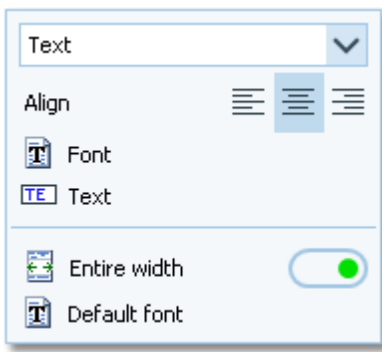 Text
Align
Font
TE Text
Entire width
Default font